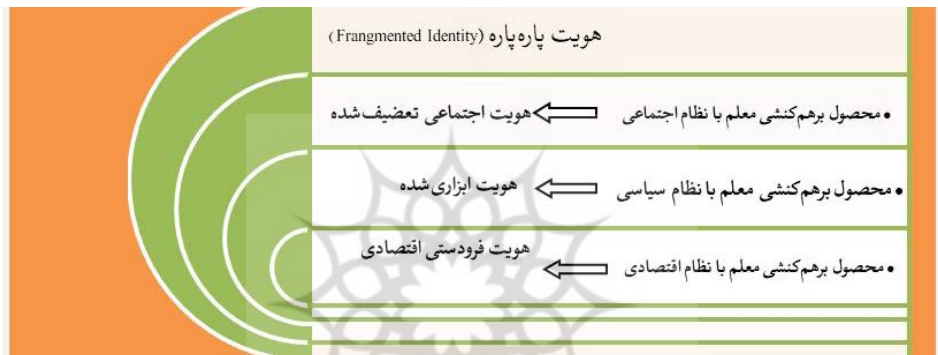 هویت پاره‌پاره (Frangmented Identity)
• محصول برهم‌کنشی معلم با نظام اجتماعی هویت اجتماعی تعضیف‌شده
• محصول برهم‌کنشی معلم با نظام سیاسی هویت ابزاری‌شده
هویت فرودستی اقتصادی
• محصول برهم‌کنشی معلم با نظام اقتصادی